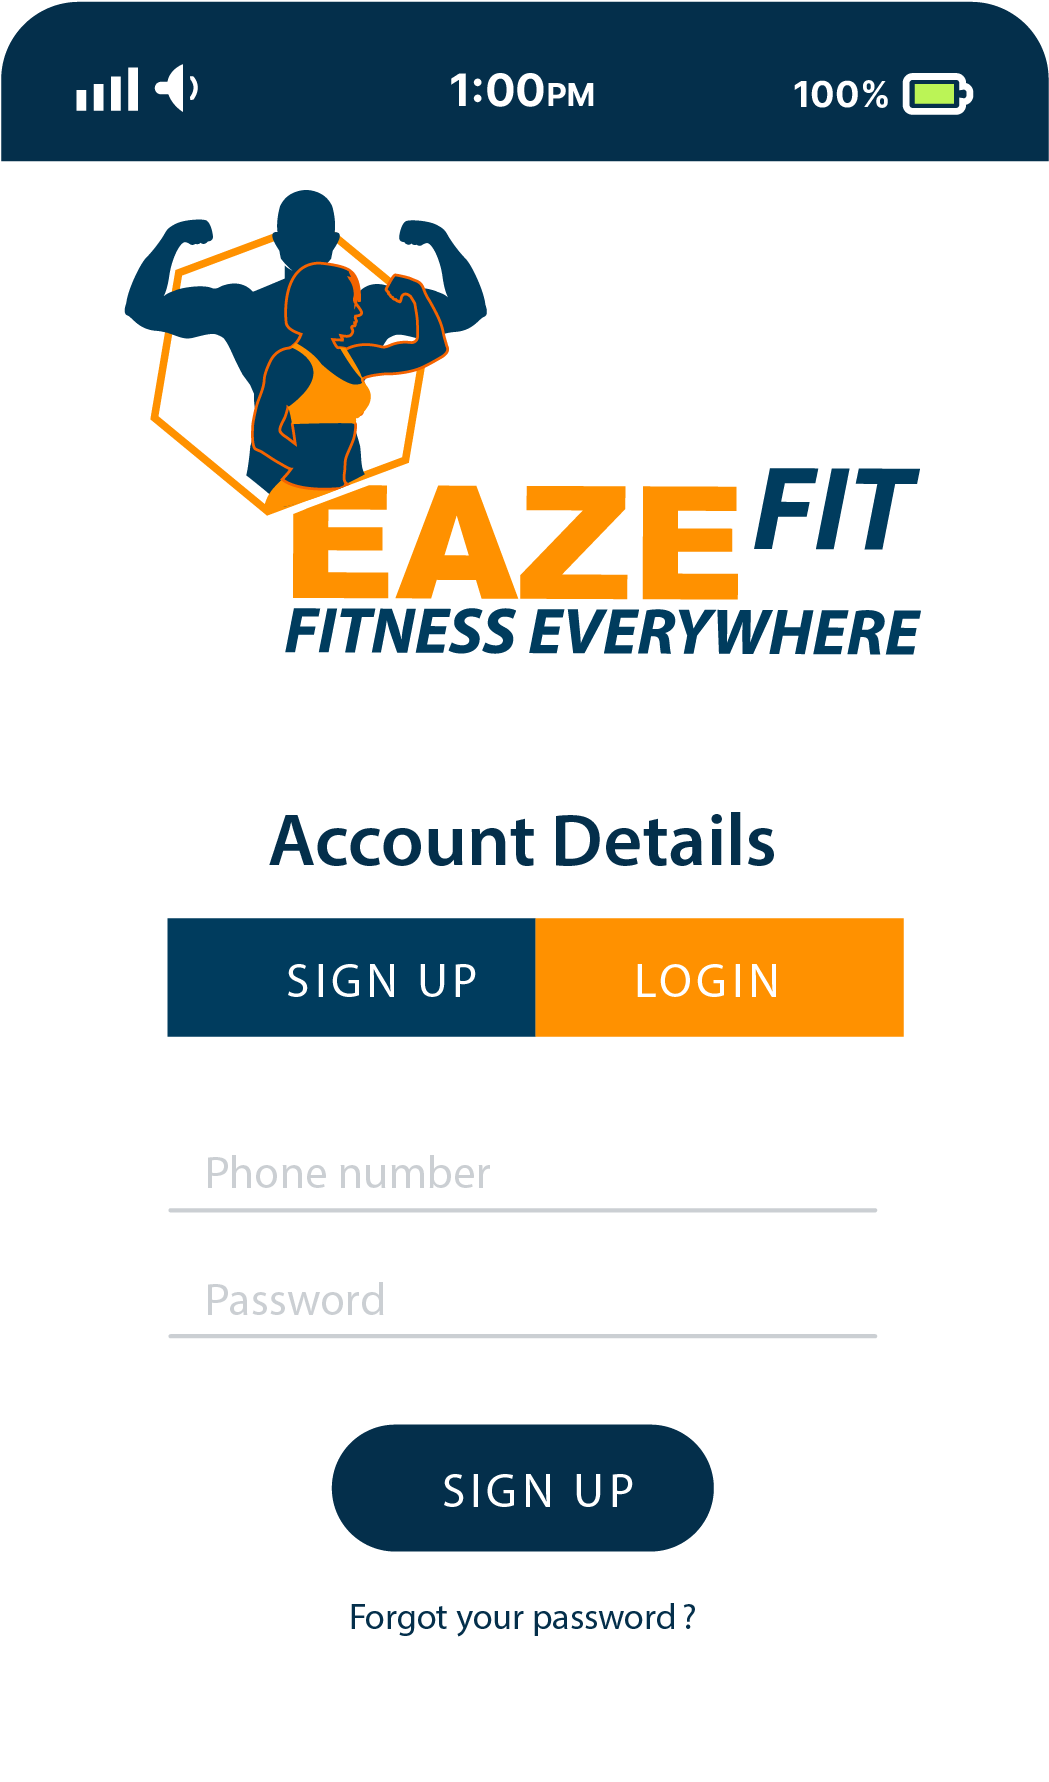 1:00PM 100%
EAZE FIT
FITNESS EVERYWHERE
Account Details
SIGN UP LOGIN
Phone number
Password
SIGN UP
Forgot your password ?